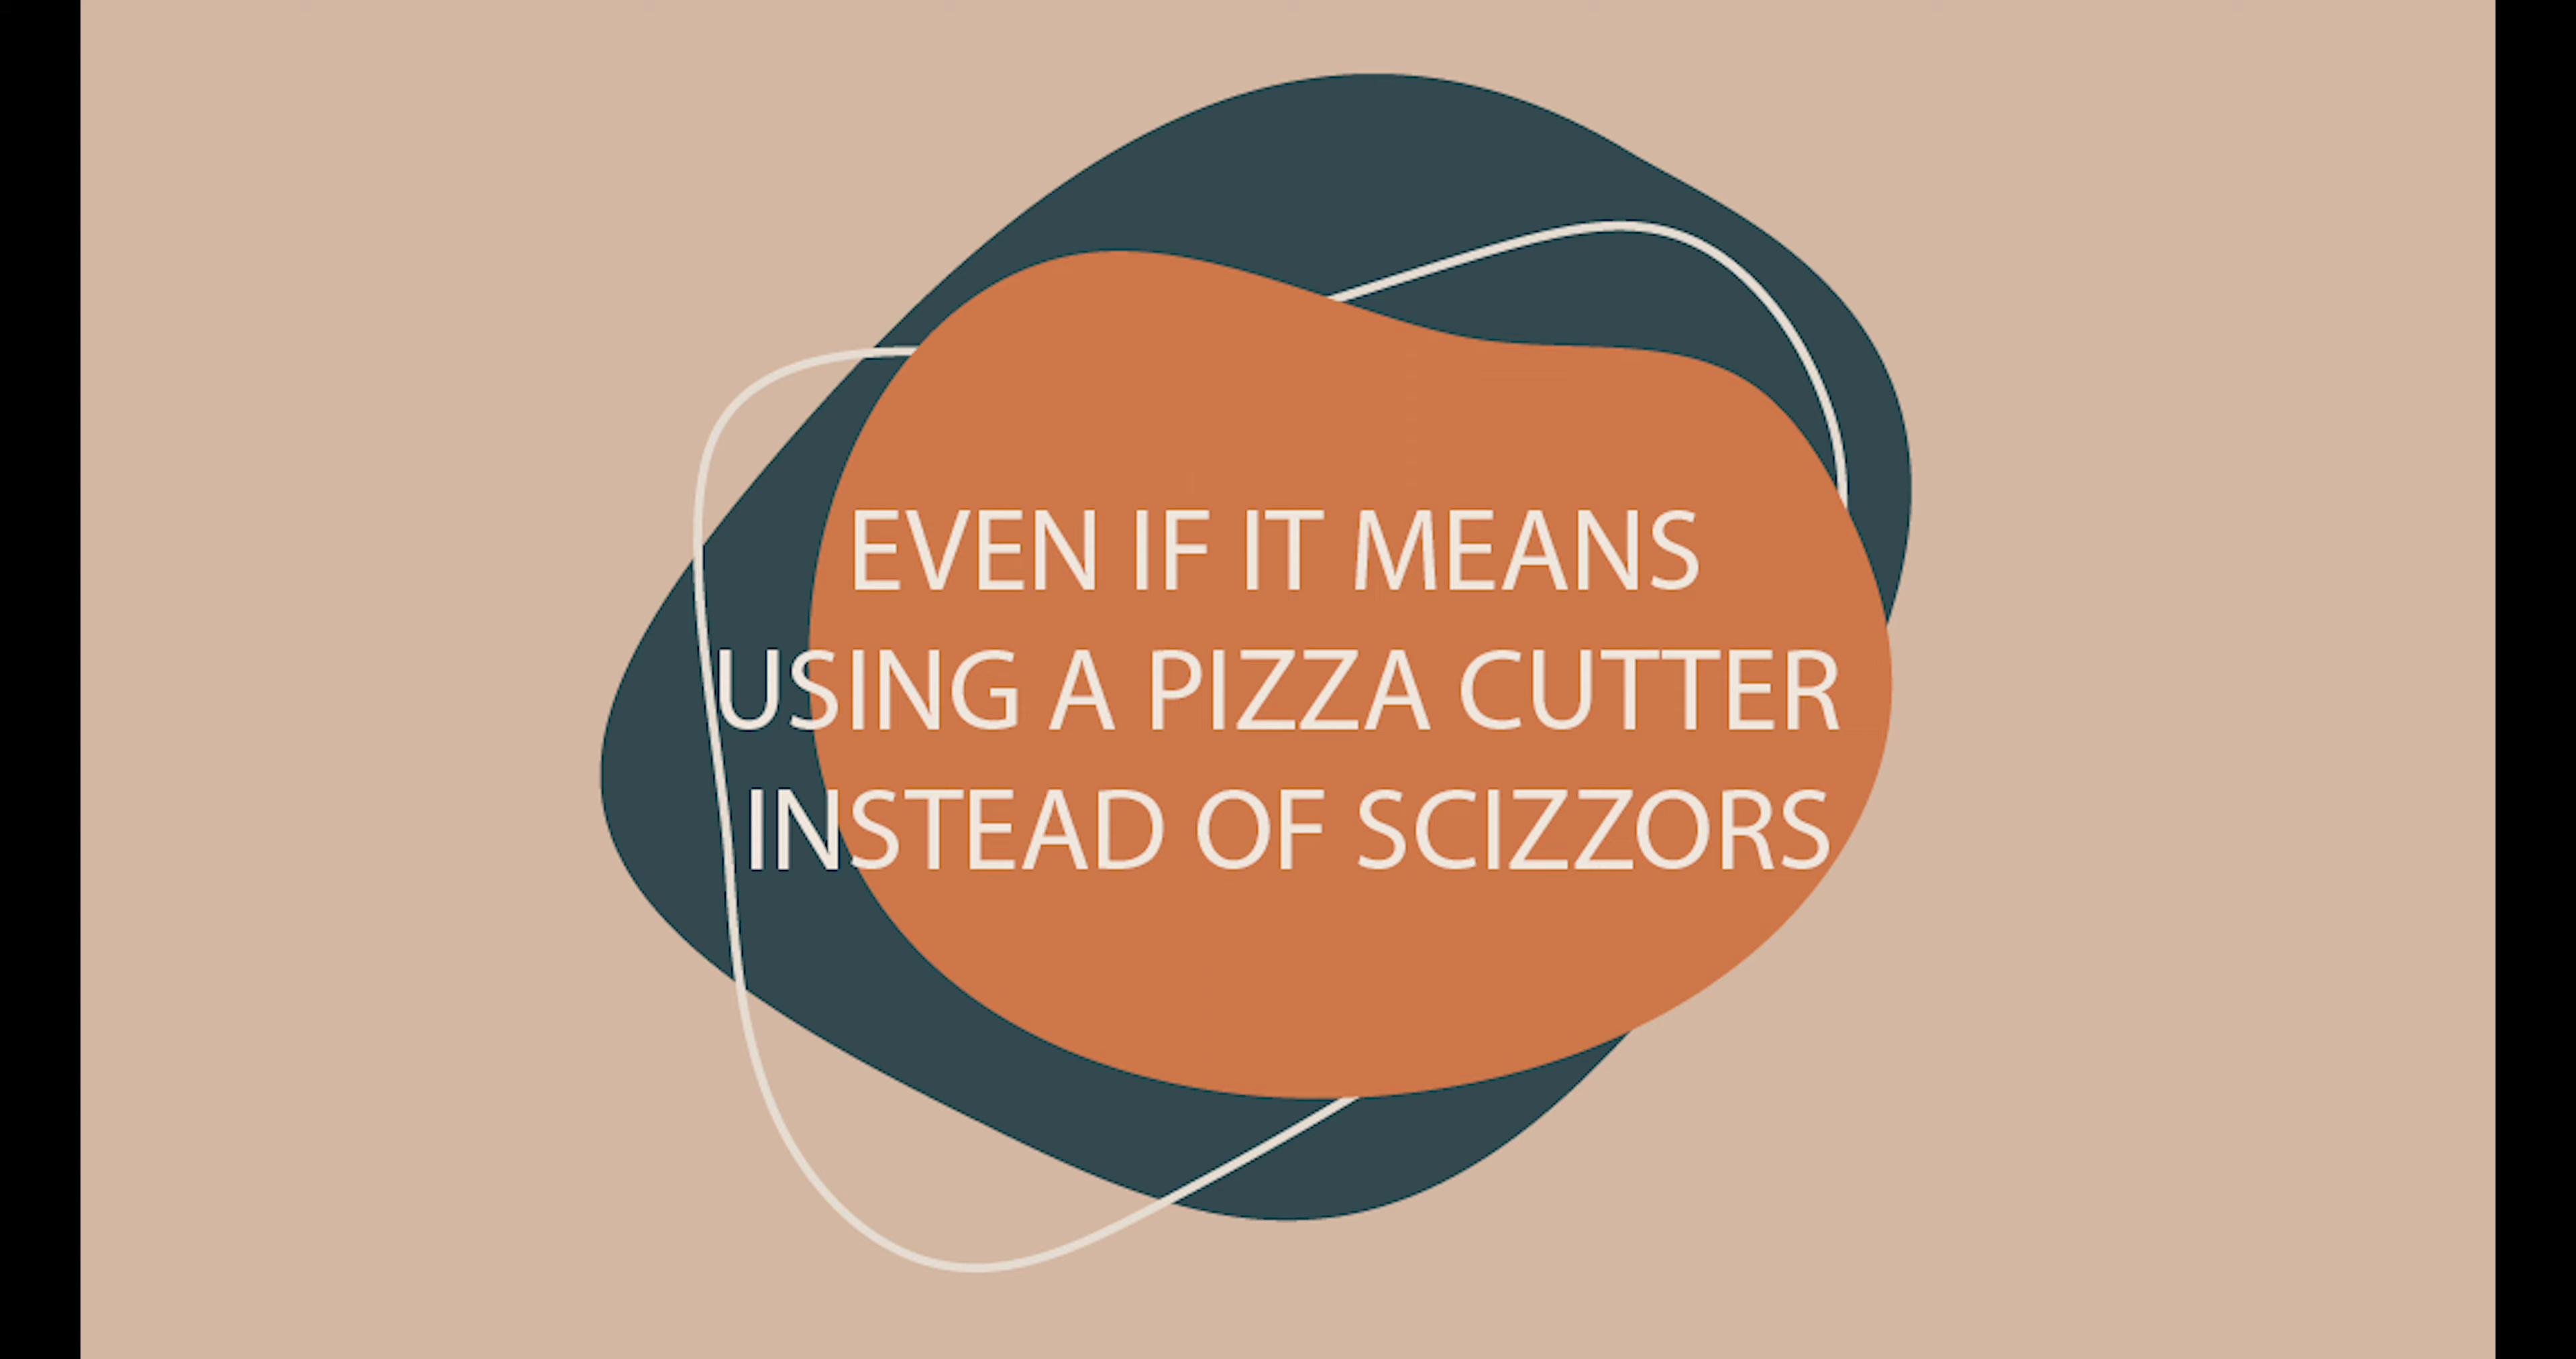 EVEN IF IT MEANS
USING A PIZZA CUTTER
INSTEAD OF SCIZZORS